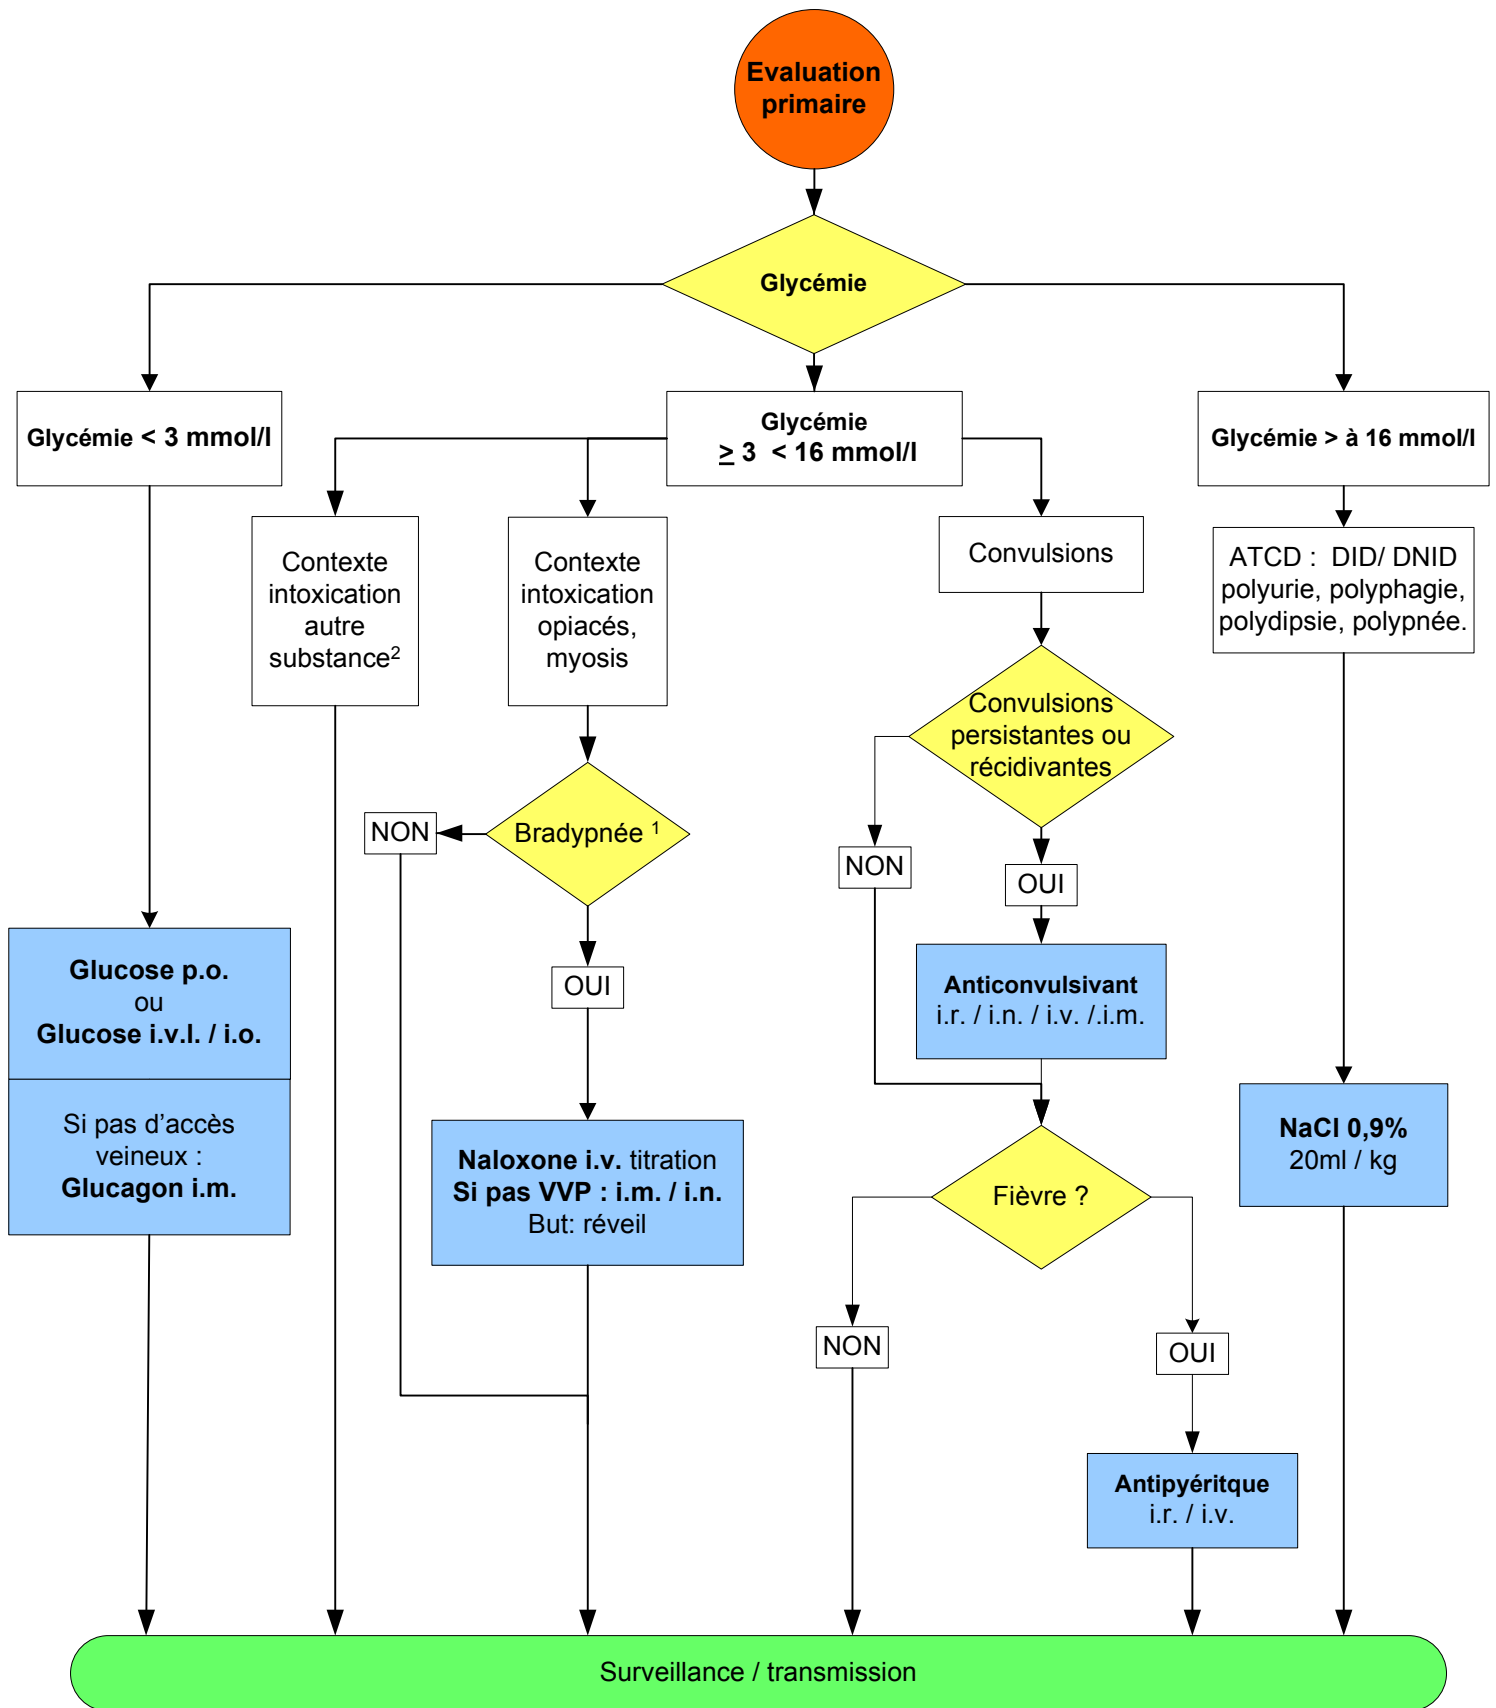 Evaluation
primaire
Glycémie
Glycémie < 3 mmol/l
Glycémie
≥ 3 < 16 mmol/l
Glycémie > à 16 mmol/l
Contexte
intoxication
autre
substance²
Contexte
intoxication
opiacés,
myosis
Convulsions
ATCD : DID/ DNID
polyurie, polyphagie,
polydipsie, polypnée.
Convulsions
persistantes ou
récidivantes
NON
Bradypnée ¹
NON
OUI
OUI
Glucose p.o.
ou
Glucose i.v.l. / i.o.
Si pas d’accès
veineux :
Glucagon i.m.
Anticonvulsivant
i.r. / i.n. / i.v. /.i.m.
Naloxone i.v. titration
Si pas VVP : i.m. / i.n.
But: réveil
NaCl 0,9%
20ml / kg
Fièvre ?
NON
OUI
Antipyéritque
i.r. / i.v.
Surveillance / transmission